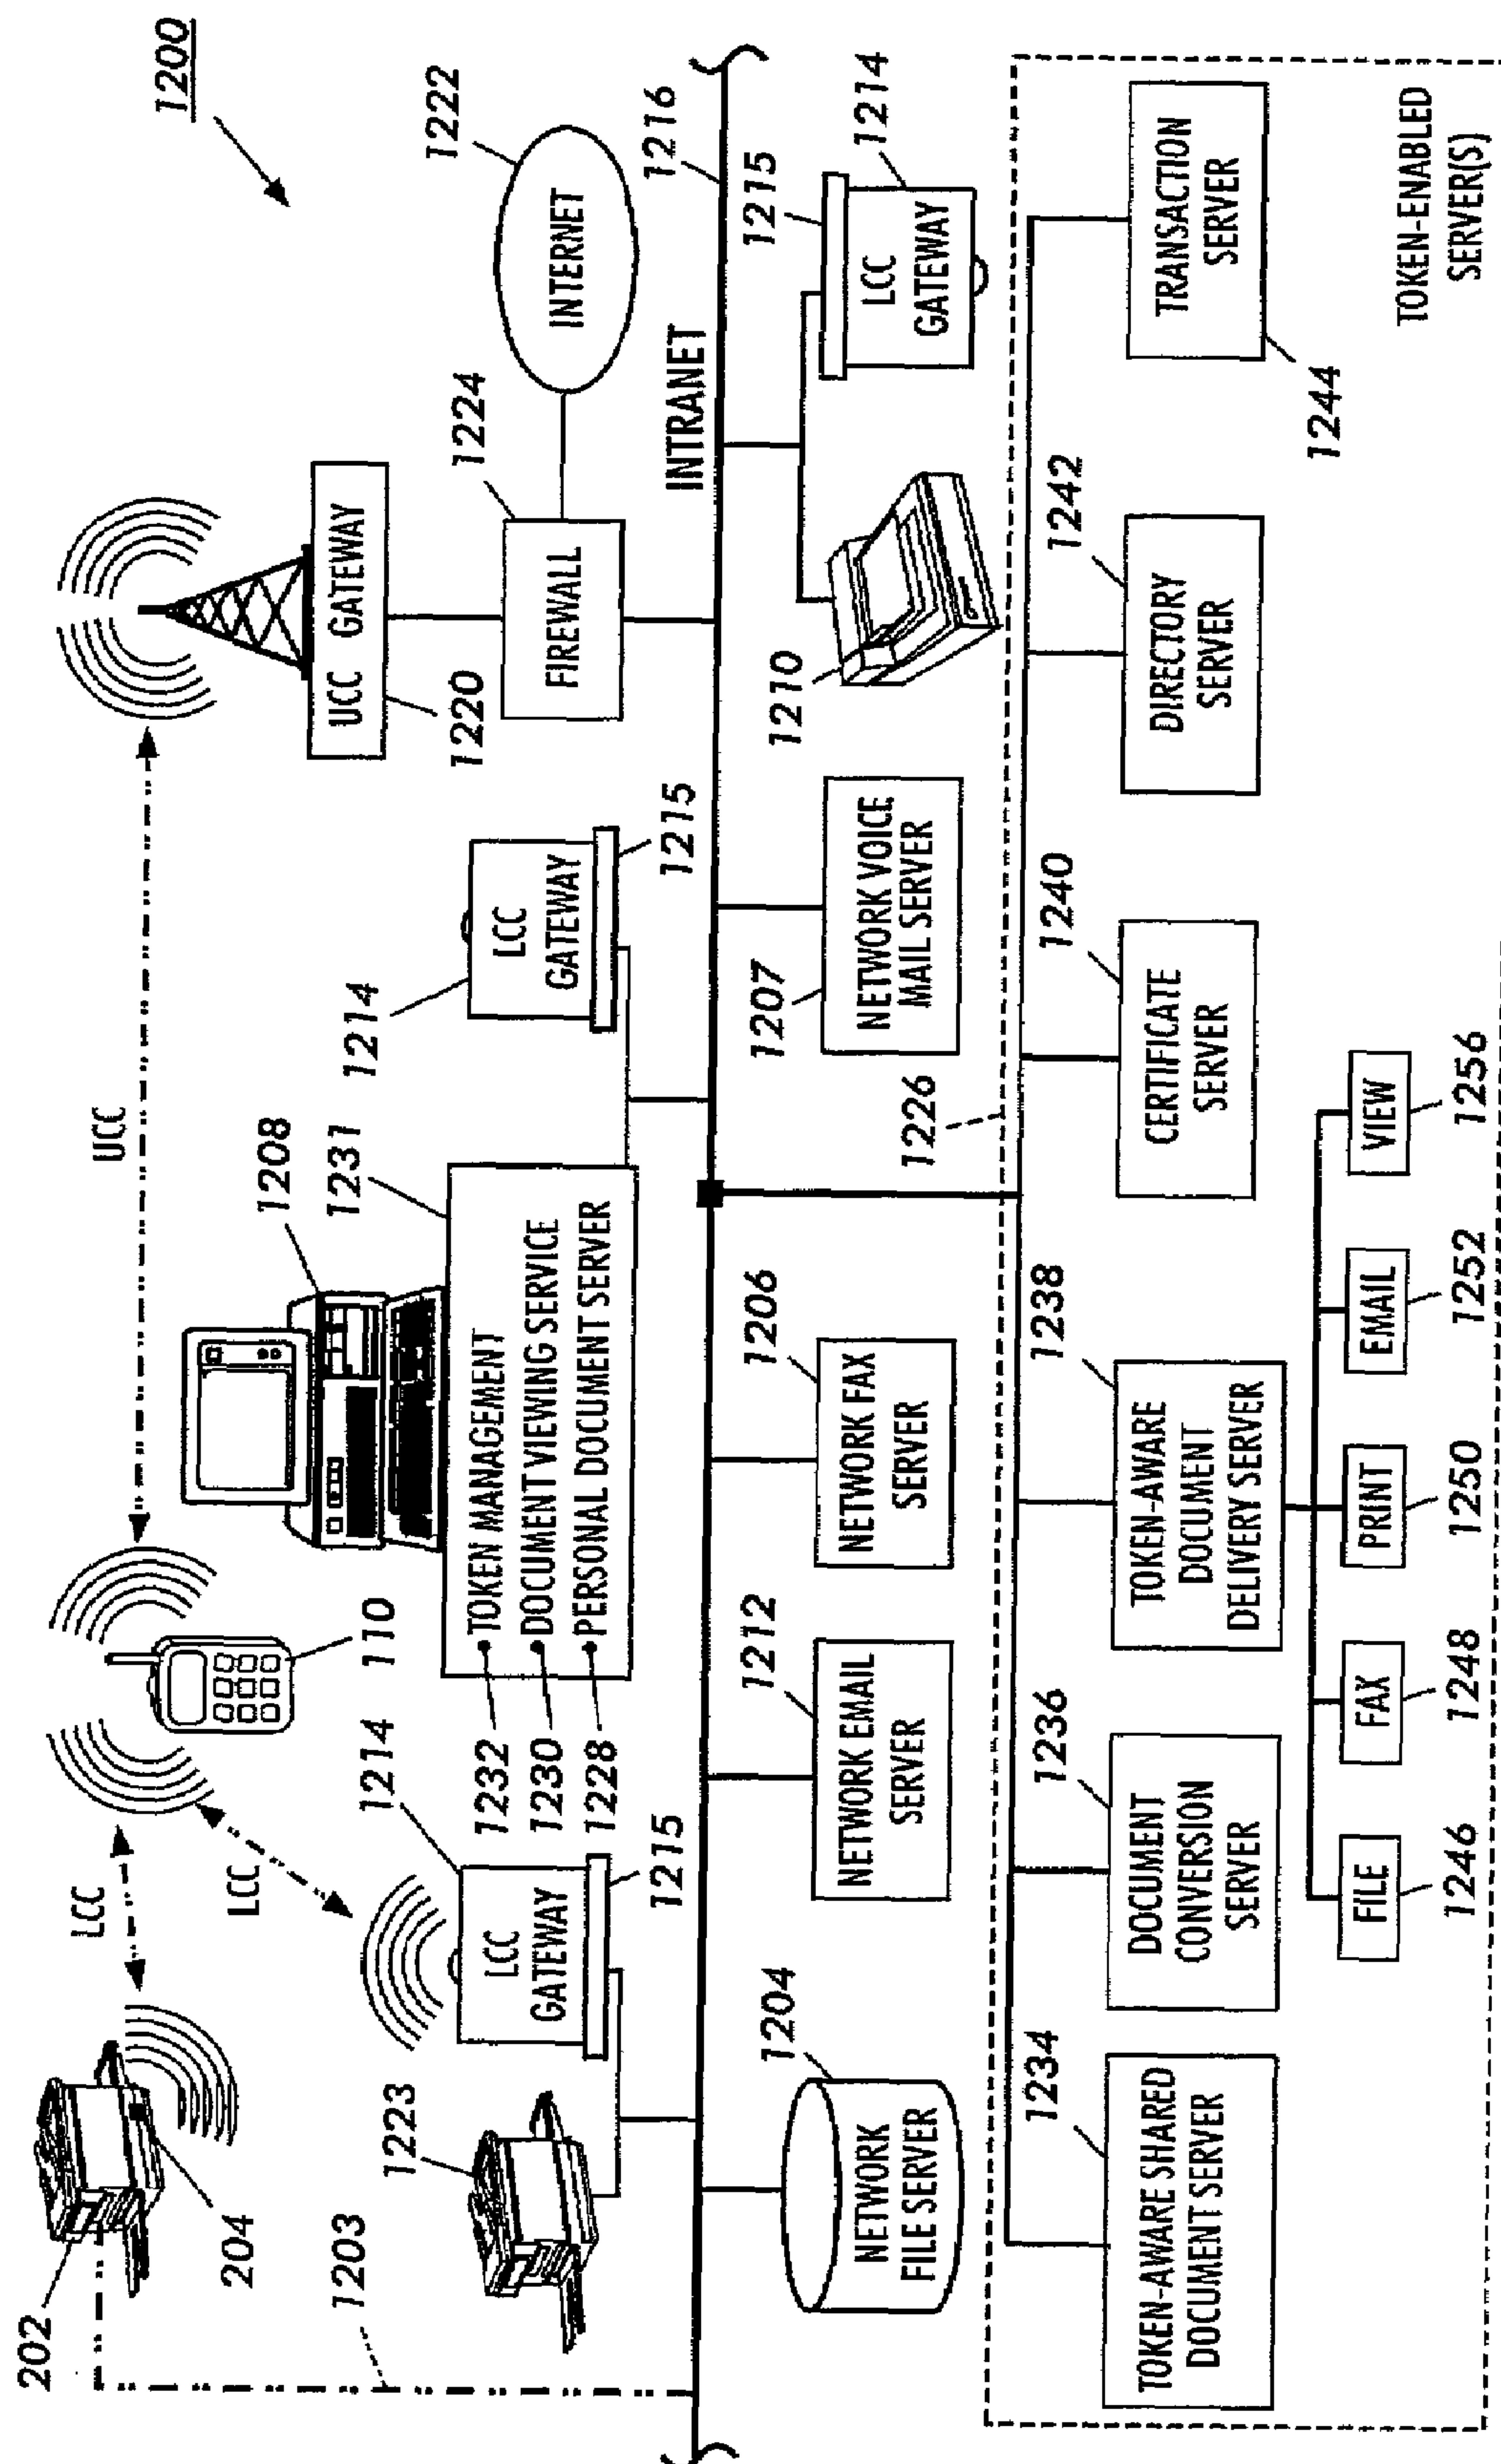 1200
202
204
LCC
LCC
110
UCC
1208
1231
UCC GATEWAY
1220
1222
INTERNET
1224
FIREWALL
1203
1223
1214
LCC
GATEWAY
1215
TOKEN MANAGEMENT
DOCUMENT VIEWING SERVICE
PERSONAL DOCUMENT SERVER
1232
1230
1228
1214
LCC
GATEWAY
1215
INTRANET
1216
1204
NETWORK
FILE SERVER
1212
NETWORK EMAIL
SERVER
1206
NETWORK FAX
SERVER
1207
NETWORK VOICE
MAIL SERVER
1210
1215
1214
LCC
GATEWAY
1226
1234
TOKEN-AWARE SHARED
DOCUMENT SERVER
1236
DOCUMENT
CONVERSION
SERVER
1238
TOKEN-AWARE
DOCUMENT
DELIVERY SERVER
1240
CERTIFICATE
SERVER
1242
DIRECTORY
SERVER
TRANSACTION
SERVER
1244
FILE
FAX
PRINT
EMAIL
VIEW
1246
1248
1250
1252
1256
TOKEN-ENABLED
SERVER(S)